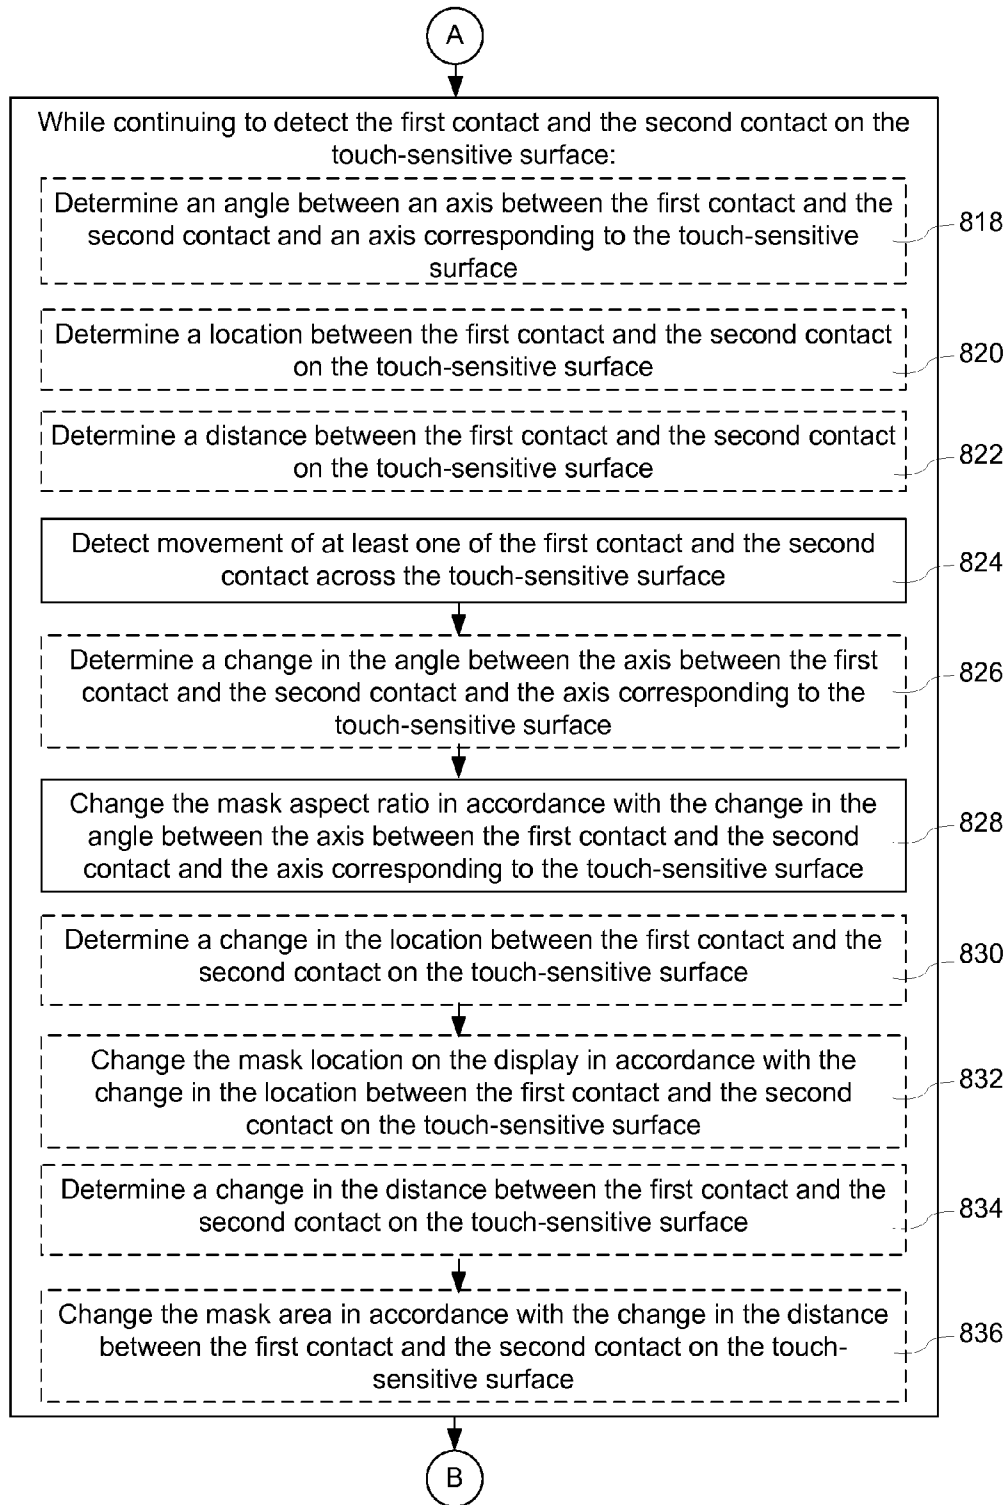 A
While continuing to detect the first contact and the second contact on the
touch-sensitive surface:
Determine an angle between an axis between the first contact and the
second contact and an axis corresponding to the touch-sensitive
surface
818
Determine a location between the first contact and the second contact
on the touch-sensitive surface
820
Determine a distance between the first contact and the second contact
on the touch-sensitive surface
822
Detect movement of at least one of the first contact and the second
contact across the touch-sensitive surface
824
Determine a change in the angle between the axis between the first
contact and the second contact and the axis corresponding to the
touch-sensitive surface
826
Change the mask aspect ratio in accordance with the change in the
angle between the axis between the first contact and the second
contact and the axis corresponding to the touch-sensitive surface
828
Determine a change in the location between the first contact and the
second contact on the touch-sensitive surface
830
Change the mask location on the display in accordance with the
change in the location between the first contact and the second
contact on the touch-sensitive surface
832
Determine a change in the distance between the first contact and the
second contact on the touch-sensitive surface
834
Change the mask area in accordance with the change in the distance
between the first contact and the second contact on the touch-
sensitive surface
836
B